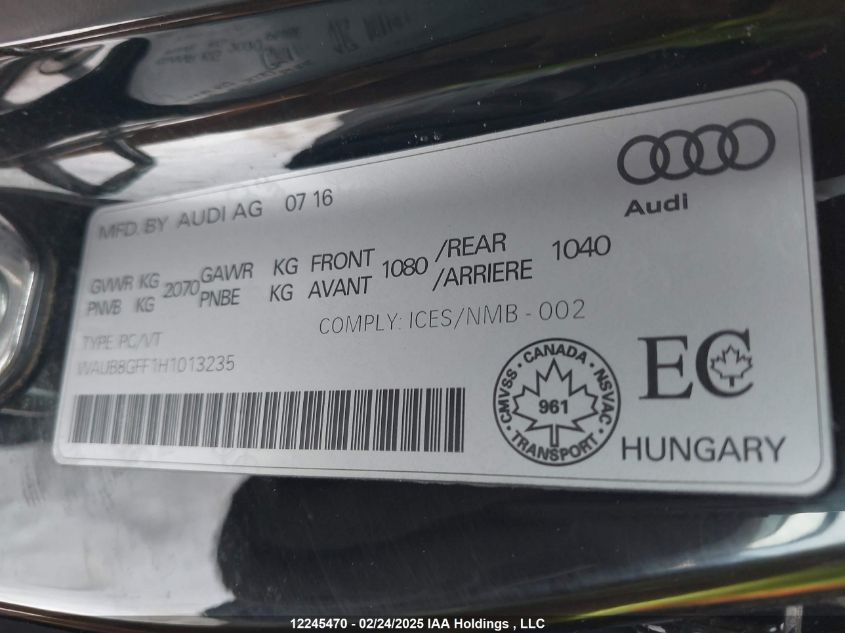 Audi
MFD. BY AUDI AG 07 16
GVWR KG 2070 GAWR KG FRONT 1080 /REAR 1040
PNVB KG PNBE KG AVANT /ARRIERE
COMPLY: ICES/NMB - 002
TYPE: PC/VT
WAUB8GFF1H1013235
CMVSS · CANADA · NSVAC
961
TRANSPORT
EC
HUNGARY
12245470 - 02/24/2025 IAA Holdings , LLC